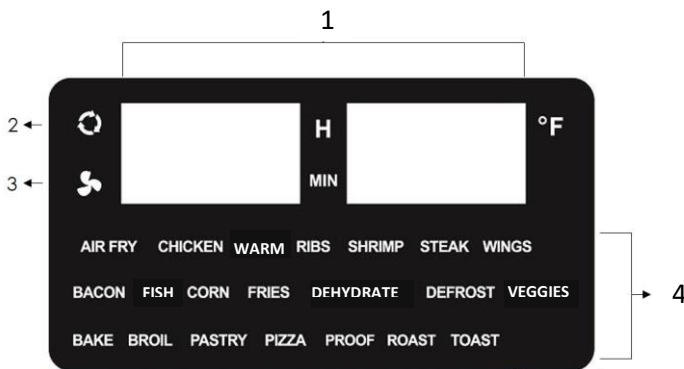 1
2
H
°F
3
MIN
AIR FRY CHICKEN WARM RIBS SHRIMP STEAK WINGS
BACON FISH CORN FRIES DEHYDRATE DEFROST VEGGIES
4
BAKE BROIL PASTRY PIZZA PROOF ROAST TOAST